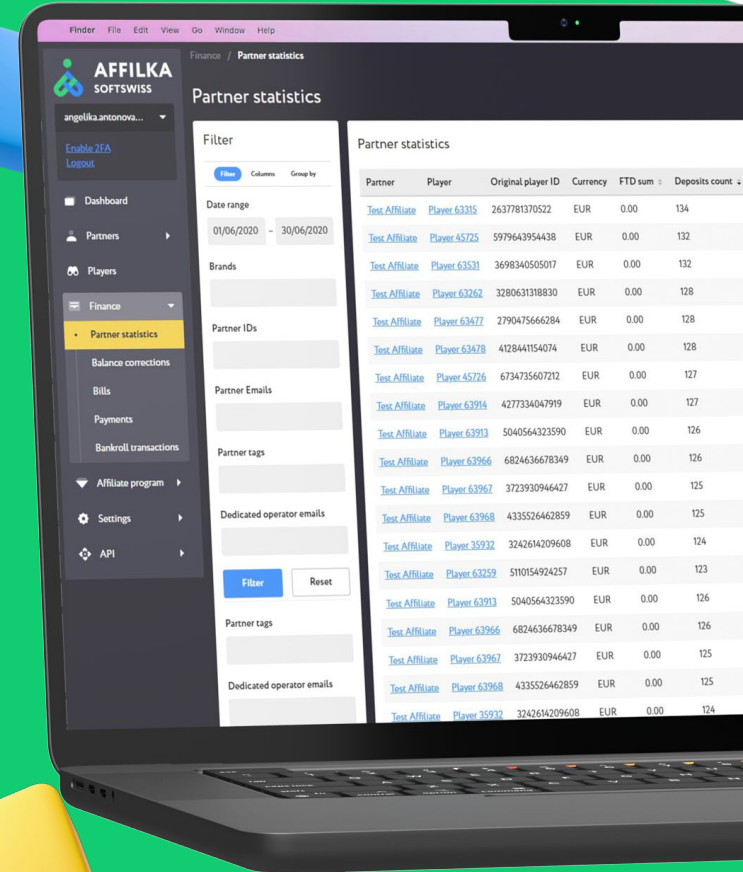 Finder File Edit View Go Window Help
AFFILKA
SOFTSWISS
angelika.antonova...
Enable 2FA
Logout
Dashboard
Partners
Players
Finance
Partner statistics
Balance corrections
Bills
Payments
Bankroll transactions
Affiliate program
Settings
API
Finance / Partner statistics
Partner statistics
Filter
Filter Columns Group by
Date range
01/06/2020 – 30/06/2020
Brands
Partner IDs
Partner Emails
Partner tags
Dedicated operator emails
Filter Reset
Partner tags
Dedicated operator emails
Partner statistics
Partner Player Original player ID Currency FTD sum Deposits count
Test Affiliate Player 63315 2637781370522 EUR 0.00 134
Test Affiliate Player 45725 5979643954438 EUR 0.00 132
Test Affiliate Player 63531 3698340505017 EUR 0.00 132
Test Affiliate Player 63262 3280631318830 EUR 0.00 128
Test Affiliate Player 63477 2790475666284 EUR 0.00 128
Test Affiliate Player 63478 4128441154074 EUR 0.00 128
Test Affiliate Player 45726 6734735607212 EUR 0.00 127
Test Affiliate Player 63914 4277334047919 EUR 0.00 127
Test Affiliate Player 63913 5040564323590 EUR 0.00 126
Test Affiliate Player 63966 6824636678349 EUR 0.00 126
Test Affiliate Player 63967 3723930946427 EUR 0.00 125
Test Affiliate Player 63968 4335526462859 EUR 0.00 125
Test Affiliate Player 35932 3242614209608 EUR 0.00 124
Test Affiliate Player 63259 5110154924257 EUR 0.00 123
Test Affiliate Player 63913 5040564323590 EUR 0.00 126
Test Affiliate Player 63966 6824636678349 EUR 0.00 126
Test Affiliate Player 63967 3723930946427 EUR 0.00 125
Test Affiliate Player 63968 4335526462859 EUR 0.00 125
Test Affiliate Player 35932 3242614209608 EUR 0.00 124